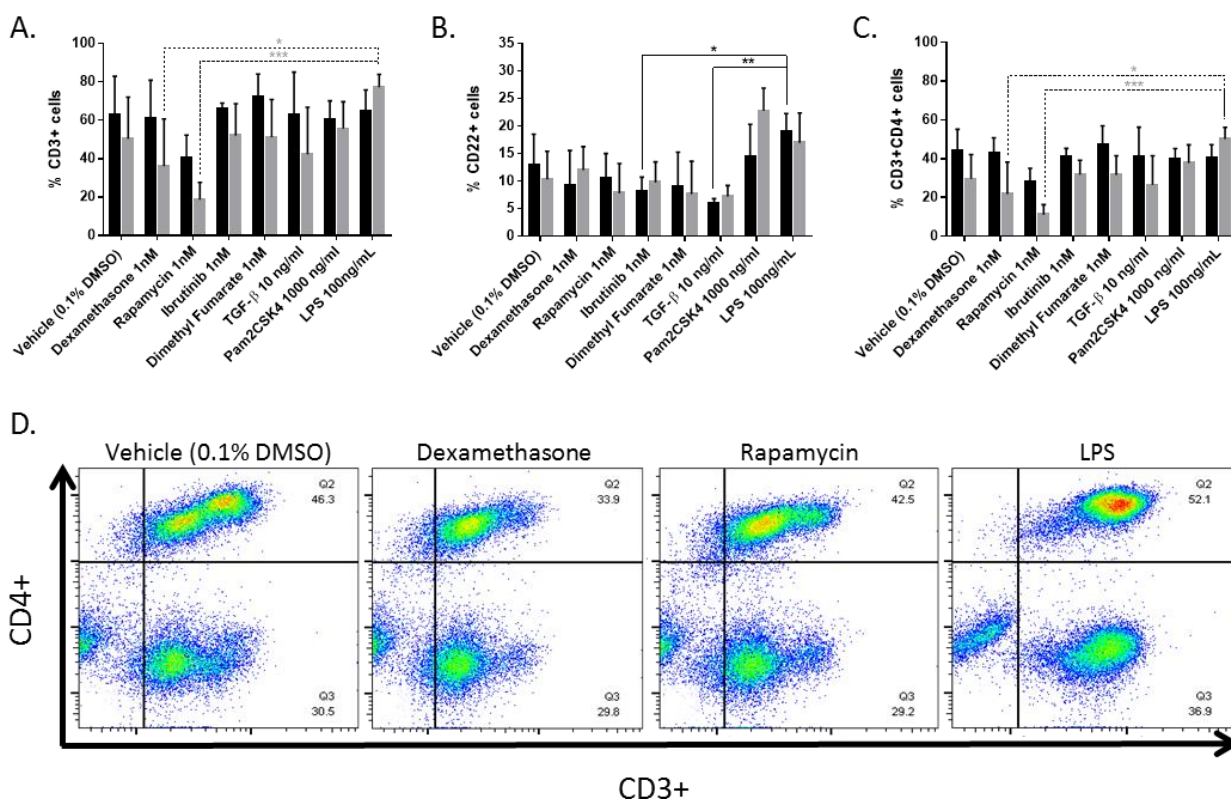 A.
% CD3+ cells
100
80
60
40
20
0
*
***
Vehicle (0.1% DMSO)
Dexamethasone 1nM
Rapamycin 1nM
Ibrutinib 1nM
Dimethyl Fumarate 1nM
TGF-β 10 ng/ml
Pam2CSK4 1000 ng/ml
LPS 100ng/mL
B.
% CD22+ cells
35
30
25
20
15
10
5
0
*
**
Vehicle (0.1% DMSO)
Dexamethasone 1nM
Rapamycin 1nM
Ibrutinib 1nM
Dimethyl Fumarate 1nM
TGF-β 10 ng/ml
Pam2CSK4 1000 ng/ml
LPS 100ng/mL
C.
% CD3+CD4+ cells
100
80
60
40
20
0
*
***
Vehicle (0.1% DMSO)
Dexamethasone 1nM
Rapamycin 1nM
Ibrutinib 1nM
Dimethyl Fumarate 1nM
TGF-β 10 ng/ml
Pam2CSK4 1000 ng/ml
LPS 100ng/mL
D.
Vehicle (0.1% DMSO)
Q2
46.3
Q3
30.5
Dexamethasone
Q2
33.9
Q3
29.8
Rapamycin
Q2
42.5
Q3
29.2
LPS
Q2
52.1
Q3
36.9
CD4+
CD3+